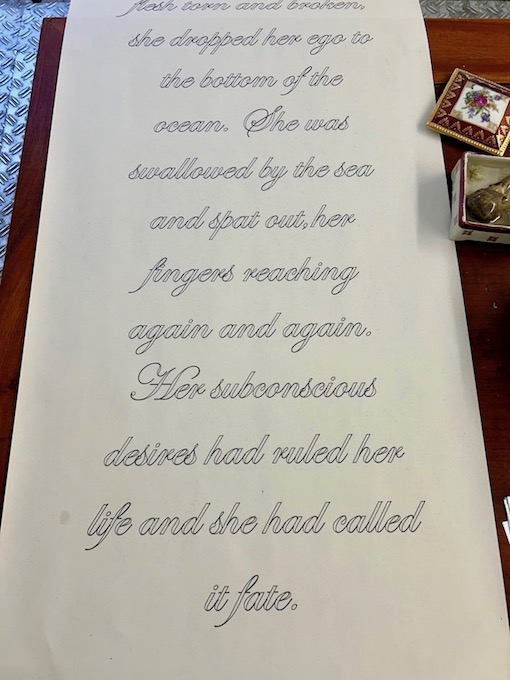 flesh torn and broken,
she dropped her ego to
the bottom of the
ocean. She was
swallowed by the sea
and spat out, her
fingers reaching
again and again.
Her subconscious
desires had ruled her
life and she had called
it fate.